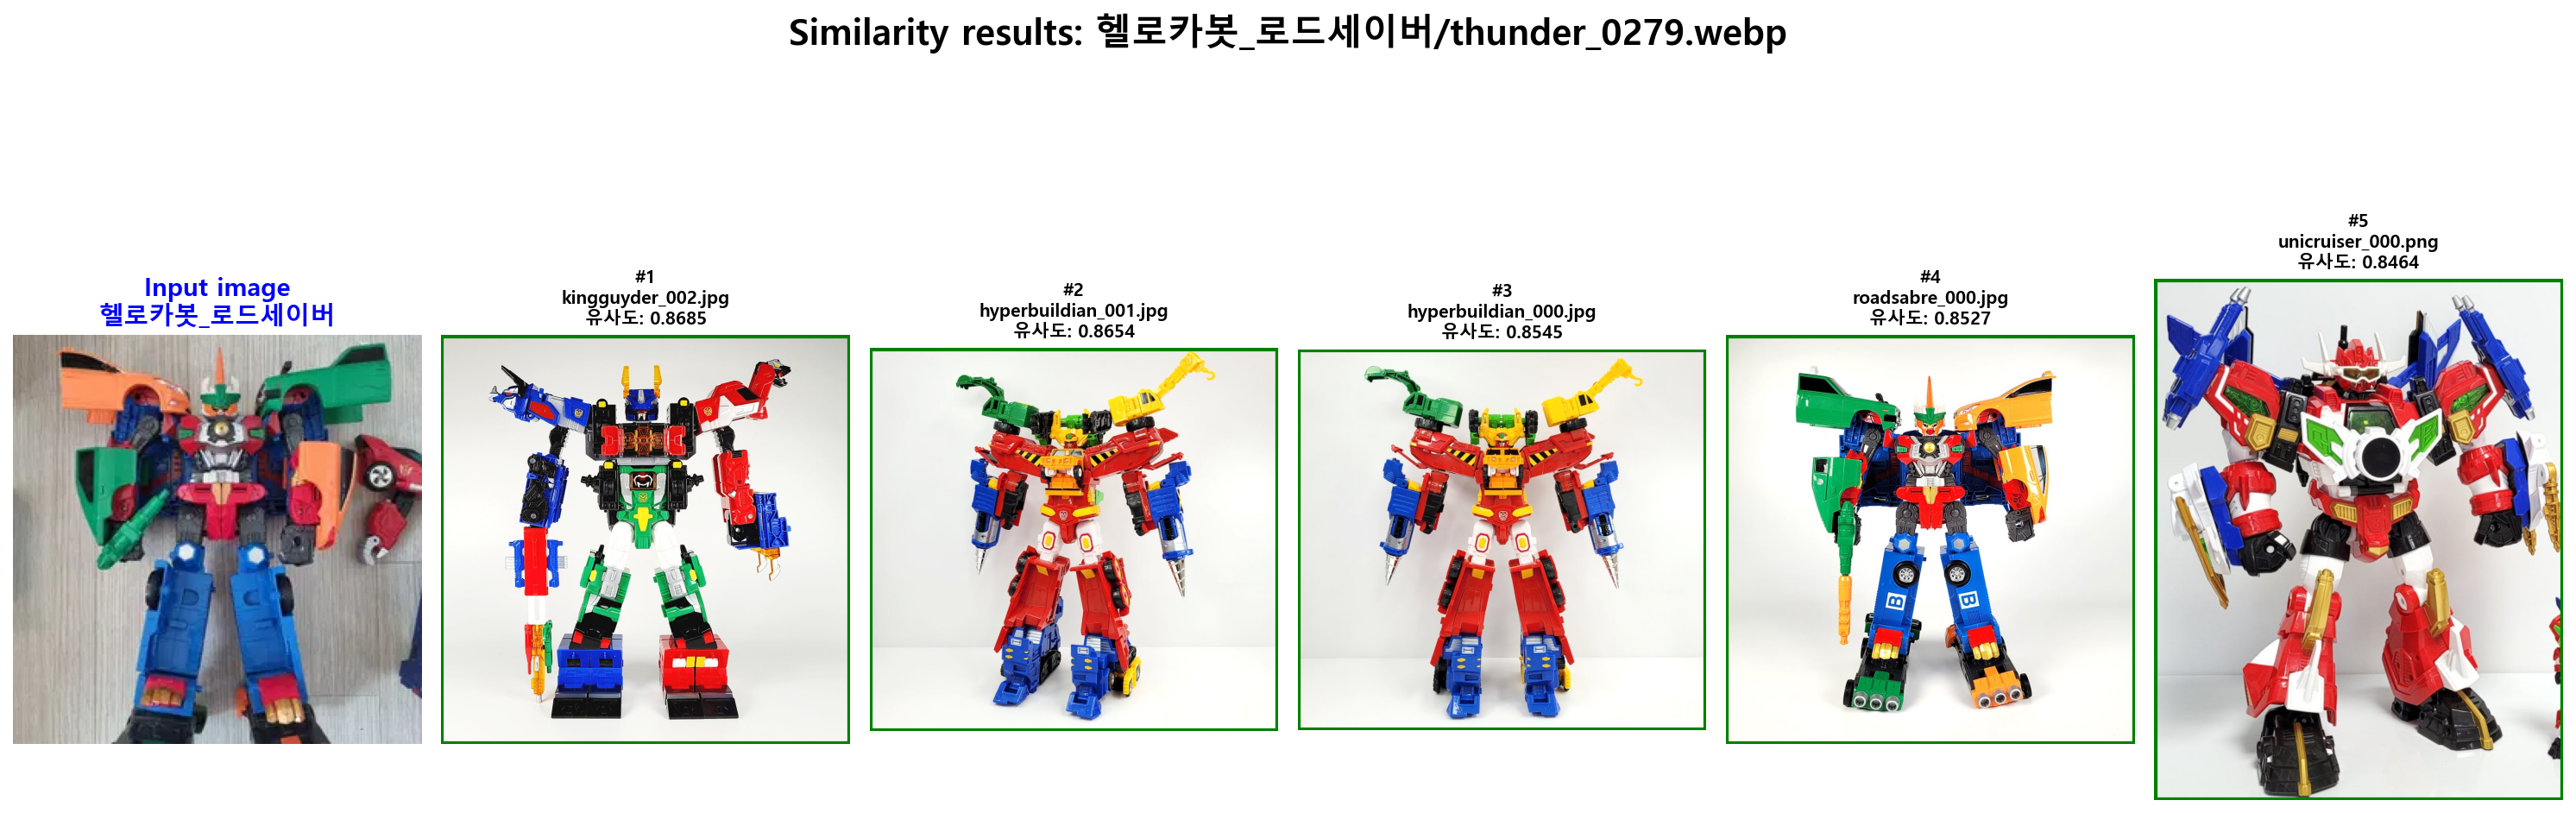 Similarity results: 헬로카봇_로드세이버/thunder_0279.webp
Input image
헬로카봇_로드세이버
#1
kingguyder_002.jpg
유사도: 0.8685
#2
hyperbuildian_001.jpg
유사도: 0.8654
#3
hyperbuildian_000.jpg
유사도: 0.8545
#4
roadsabre_000.jpg
유사도: 0.8527
B
B
#5
unicruiser_000.png
유사도: 0.8464